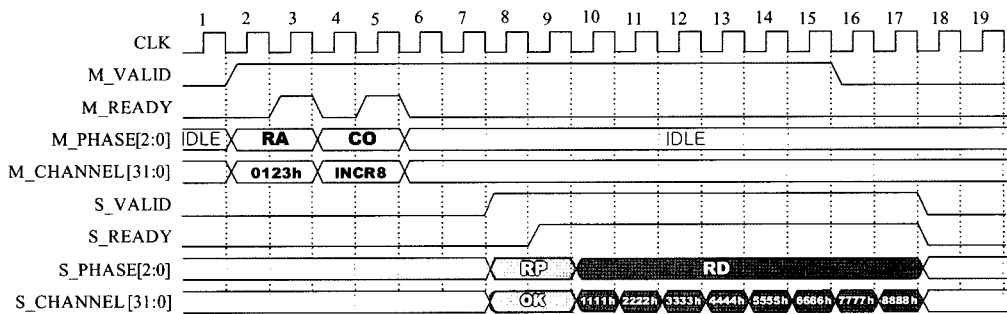 1 2 3 4 5 6 7 8 9 10 11 12 13 14 15 16 17 18 19
CLK
M_VALID
M_READY
M_PHASE[2:0] IDLE RA CO IDLE
M_CHANNEL[31:0] 0123h INCR8
S_VALID
S_READY
S_PHASE[2:0] RP RD
S_CHANNEL[31:0] OK 1111h 2222h 3333h 4444h 5555h 6666h 7777h 8888h